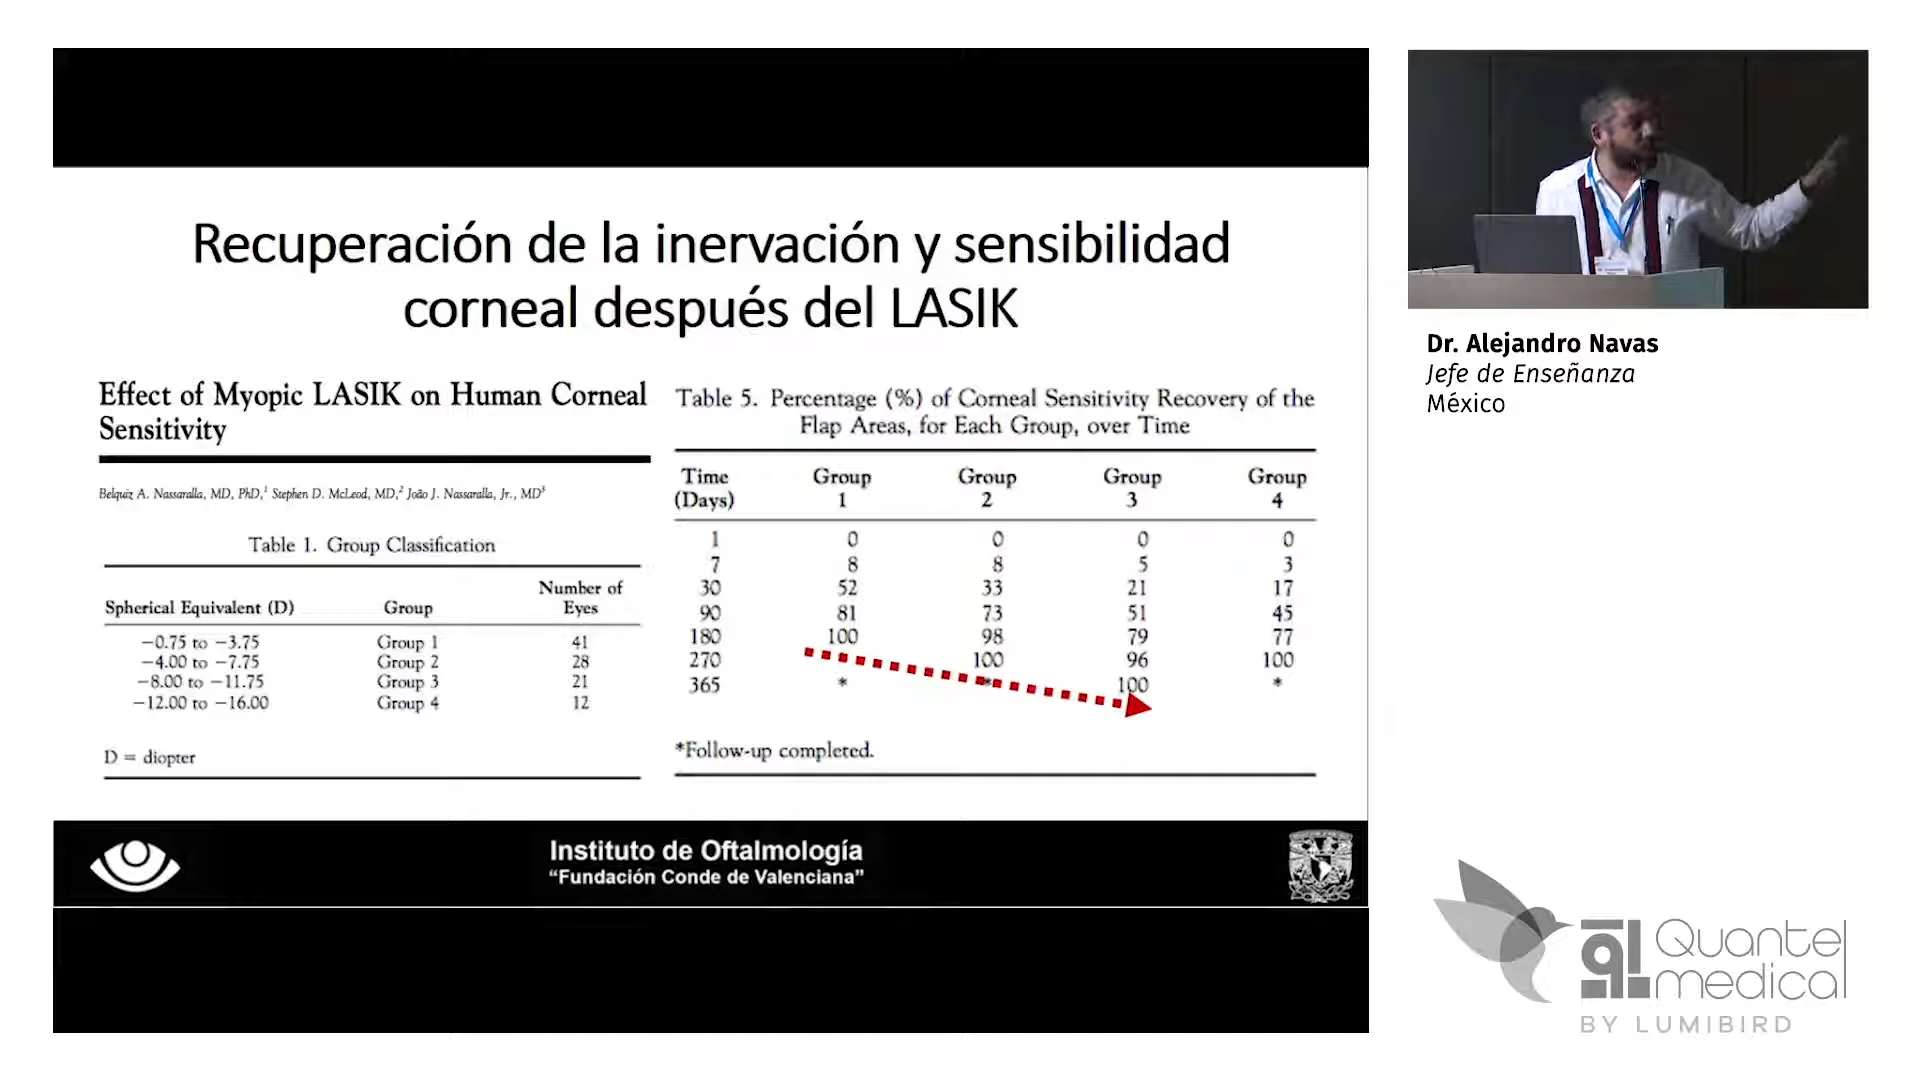 Recuperación de la inervación y sensibilidad
corneal después del LASIK
Effect of Myopic LASIK on Human Corneal
Sensitivity
Belquiz A. Nassaralla, MD, PhD,¹ Stephen D. McLeod, MD,² João J. Nassaralla, Jr., MD³
Table 1. Group Classification
Spherical Equivalent (D) Group Number of Eyes
−0.75 to −3.75 Group 1 41
−4.00 to −7.75 Group 2 28
−8.00 to −11.75 Group 3 21
−12.00 to −16.00 Group 4 12
D = diopter
Table 5. Percentage (%) of Corneal Sensitivity Recovery of the
Flap Areas, for Each Group, over Time
Time Group Group Group Group
(Days) 1 2 3 4
1 0 0 0 0
7 8 8 5 3
30 52 33 21 17
90 81 73 51 45
180 100 98 79 77
270 100 96 100
365 * * 100 *
*Follow-up completed.
Instituto de Oftalmología
“Fundación Conde de Valenciana”
Dr. Alejandro Navas
Jefe de Enseñanza
México
Quantel
medical
BY LUMIBIRD